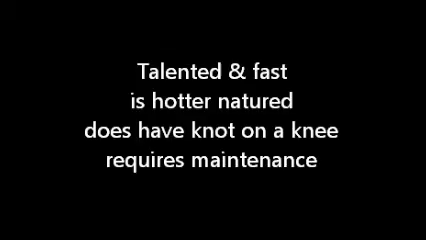 Talented & fast
is hotter natured
does have knot on a knee
requires maintenance